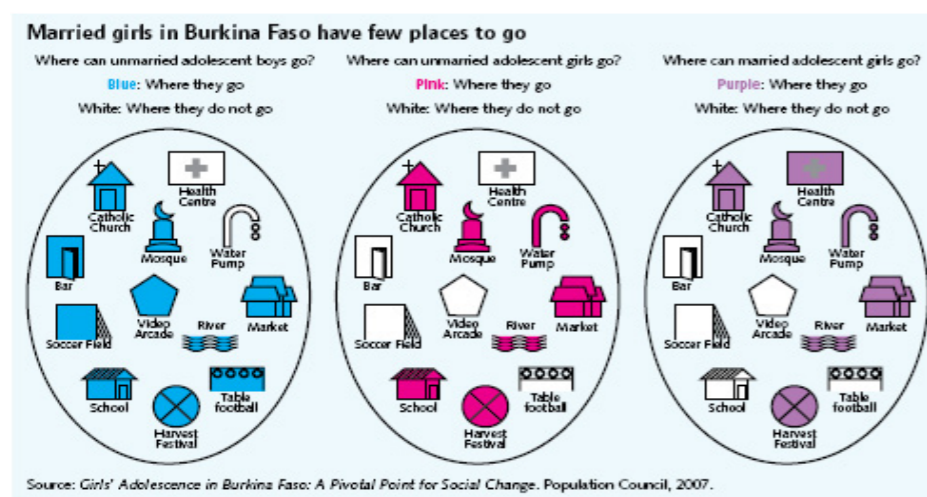 Married girls in Burkina Faso have few places to go
Where can unmarried adolescent boys go?
Blue: Where they go
White: Where they do not go
Where can unmarried adolescent girls go?
Pink: Where they go
White: Where they do not go
Where can married adolescent girls go?
Purple: Where they go
White: Where they do not go
Catholic
Church
Health
Centre
Mosque
Water
Pump
Bar
Video
Arcade
Market
Soccer Field
River
School
Table
football
Harvest
Festival
Catholic
Church
Health
Centre
Mosque
Water
Pump
Bar
Video
Arcade
Market
Soccer Field
River
School
Table
football
Harvest
Festival
Catholic
Church
Health
Centre
Mosque
Water
Pump
Bar
Video
Arcade
Market
Soccer Field
River
School
Table
football
Harvest
Festival
Source: Girls' Adolescence in Burkina Faso: A Pivotal Point for Social Change. Population Council, 2007.